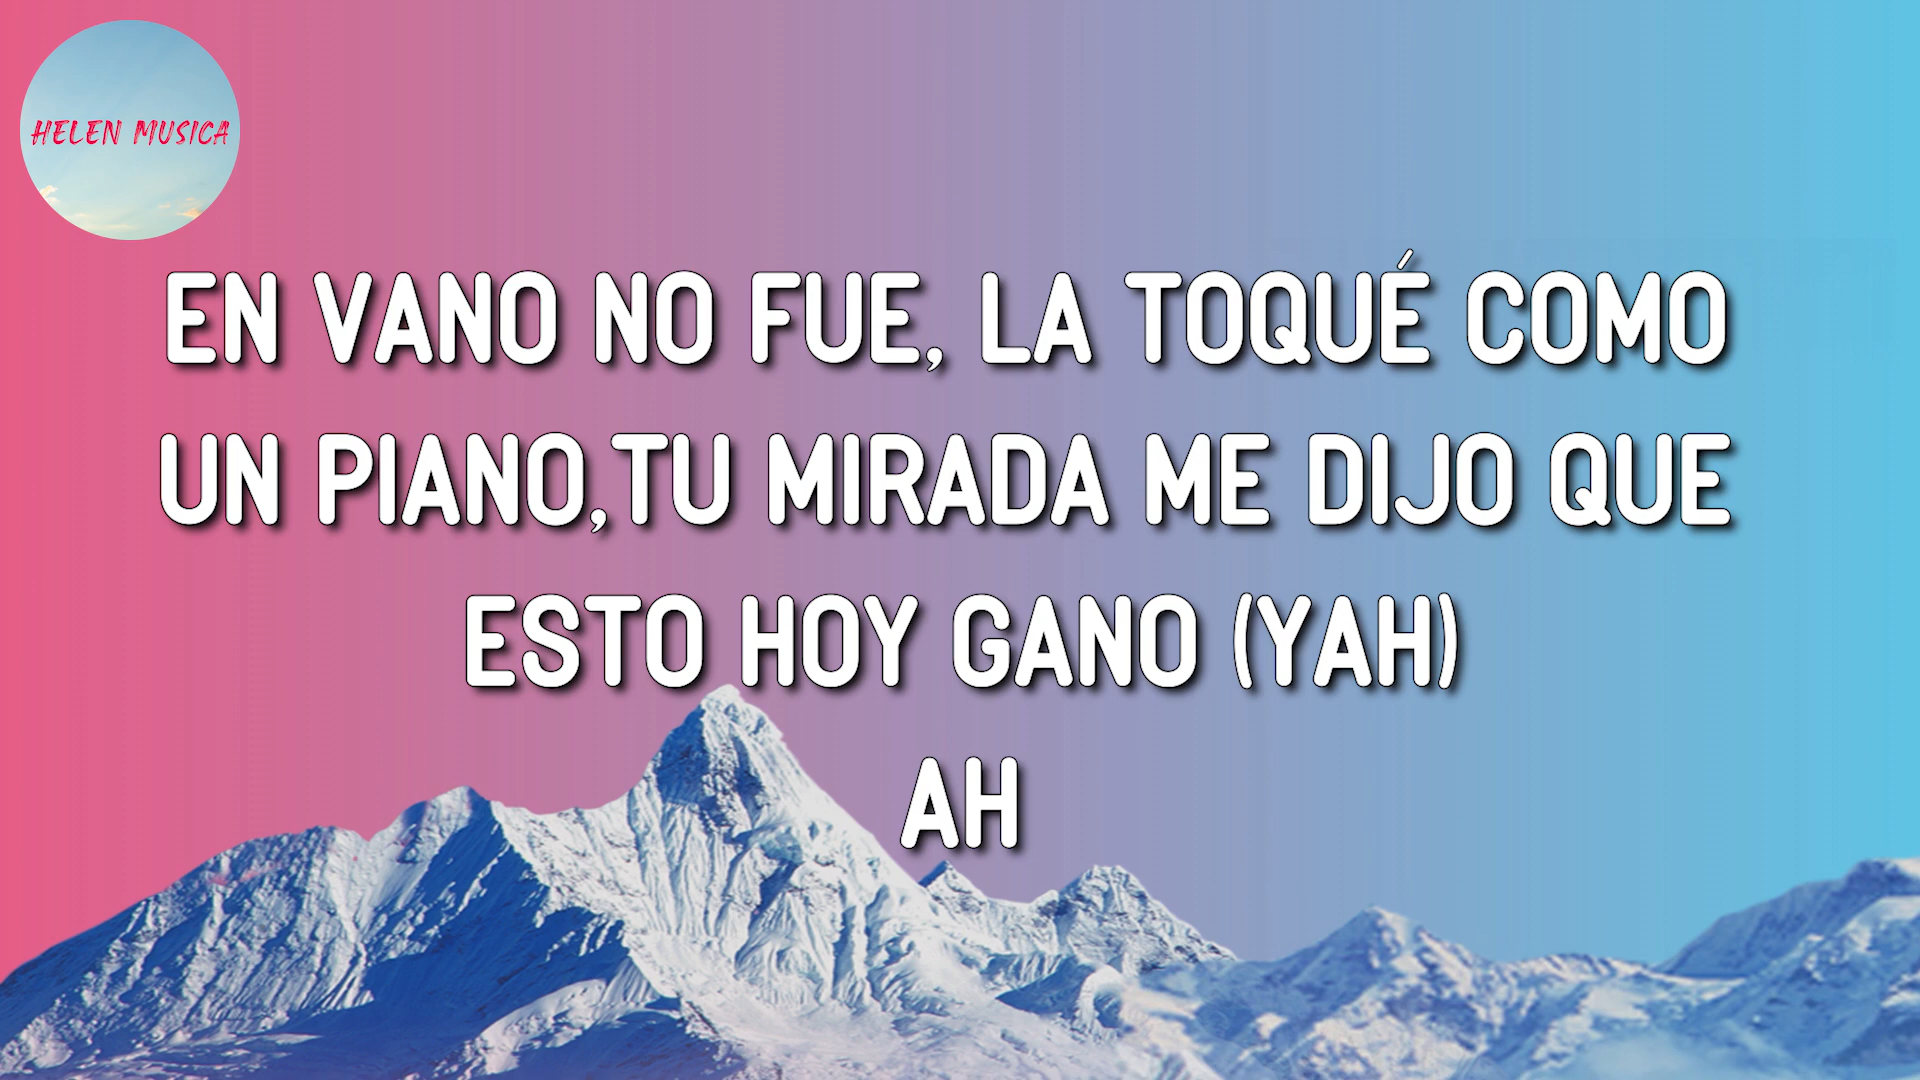 HELEN MUSICA
EN VANO NO FUE, LA TOQUÉ COMO
UN PIANO,TU MIRADA ME DIJO QUE
ESTO HOY GANO (YAH)
AH